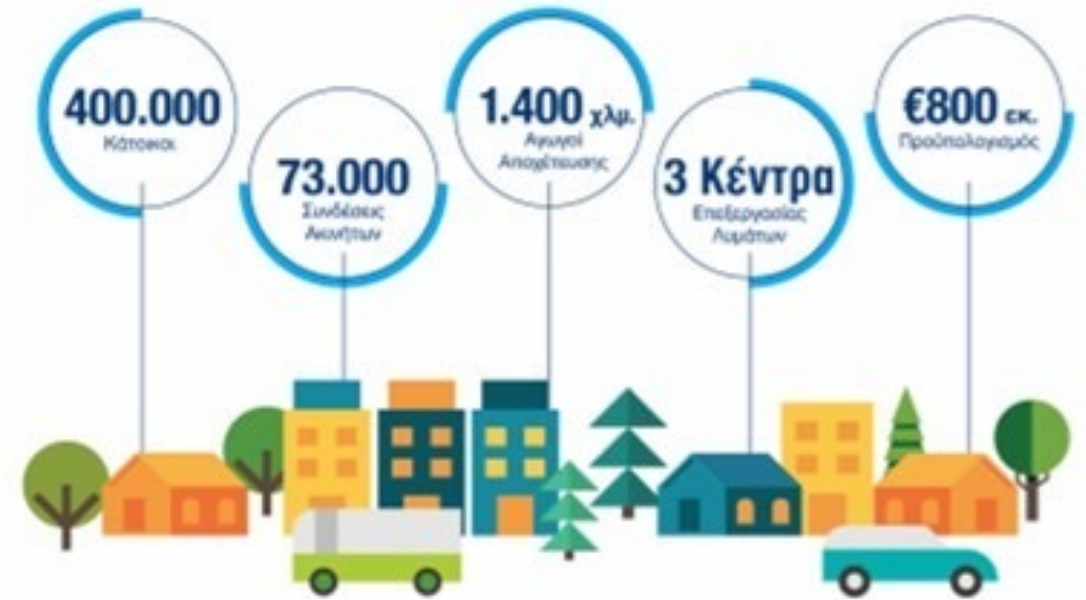 400.000
Κάτοικοι
73.000
Συνδέσεις
Ακινήτων
1.400 χλμ.
Αγωγοί
Αποχέτευσης
3 Κέντρα
Επεξεργασίας
Λυμάτων
€800 εκ.
Προϋπολογισμός